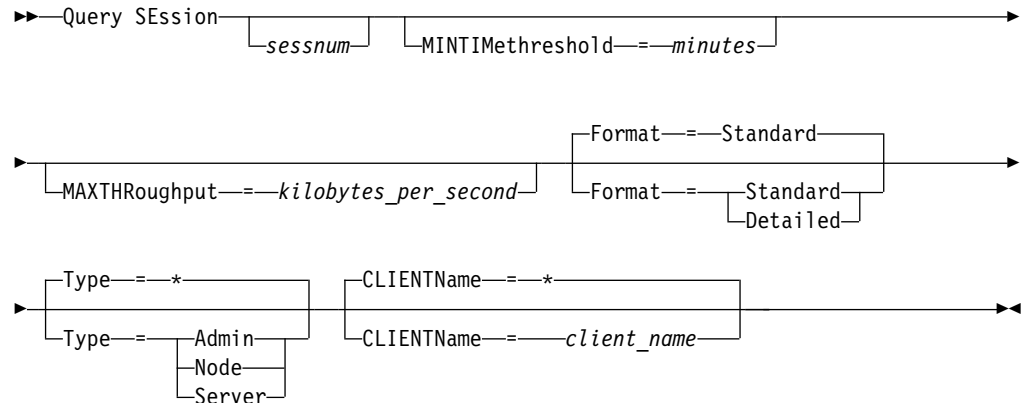 Query SEssion
sessnum
MINTIMethreshold = minutes
Format = Standard
MAXTHRoughput = kilobytes_per_second
Format = Standard
Detailed
Type = *
CLIENTName = *
Type = Admin
CLIENTName = client_name
Node
Server